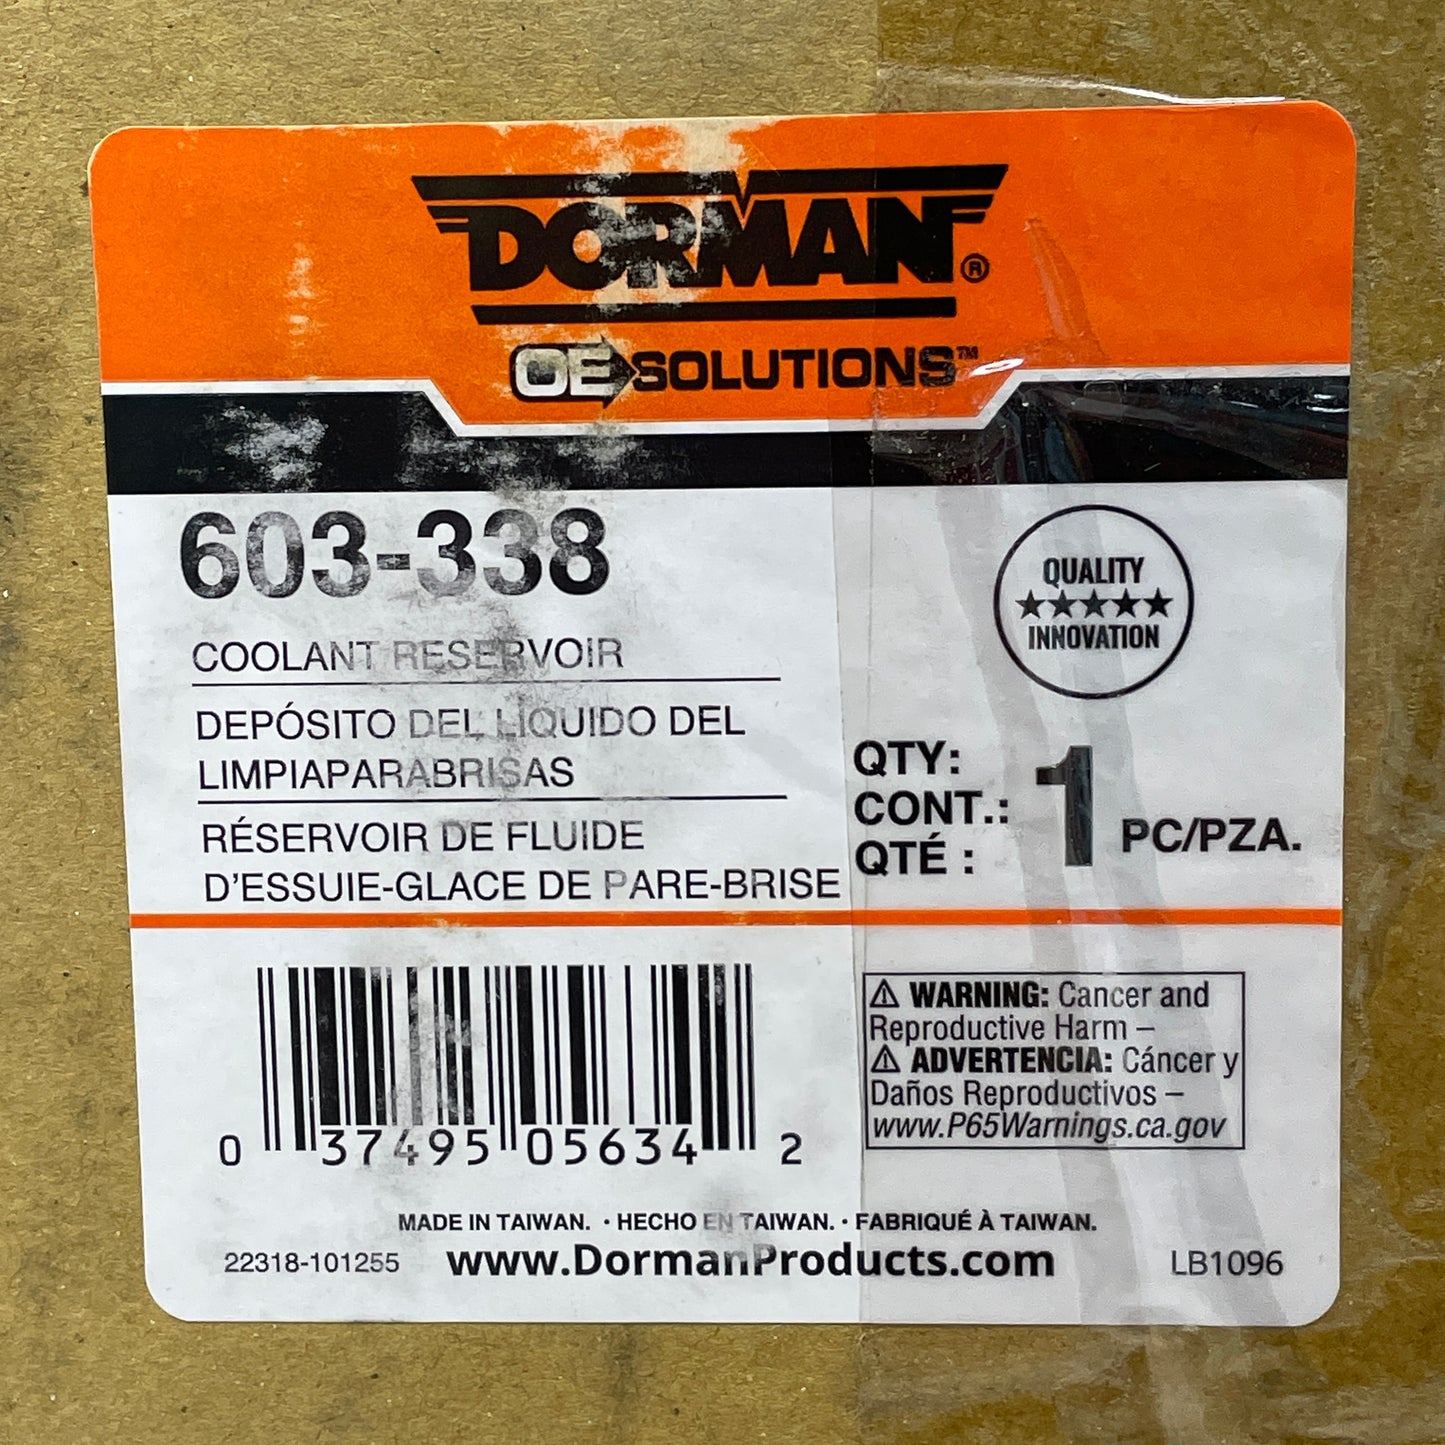 DORMAN®
OE SOLUTIONS™
603-338
COOLANT RESERVOIR
DEPÓSITO DEL LÍQUIDO DEL
LIMPIAPARABRISAS
RÉSERVOIR DE FLUIDE
D'ESSUIE-GLACE DE PARE-BRISE
QUALITY
★★★★★
INNOVATION
QTY:
CONT.:
QTÉ :
1 PC/PZA.
⚠ WARNING: Cancer and
Reproductive Harm –
⚠ ADVERTENCIA: Cáncer y
Daños Reproductivos –
www.P65Warnings.ca.gov
0 37495 05634 2
MADE IN TAIWAN. • HECHO EN TAIWAN. • FABRIQUÉ À TAIWAN.
22318-101255 www.DormanProducts.com LB1096